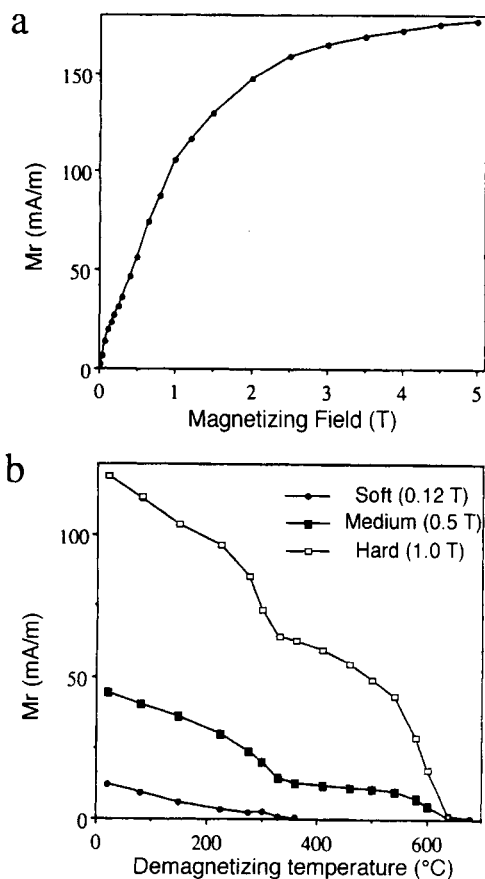 a
150
100
50
0
Mr (mA/m)
0 1 2 3 4 5
Magnetizing Field (T)
b
Soft (0.12 T)
Medium (0.5 T)
Hard (1.0 T)
100
50
0
Mr (mA/m)
0 200 400 600
Demagnetizing temperature (°C)